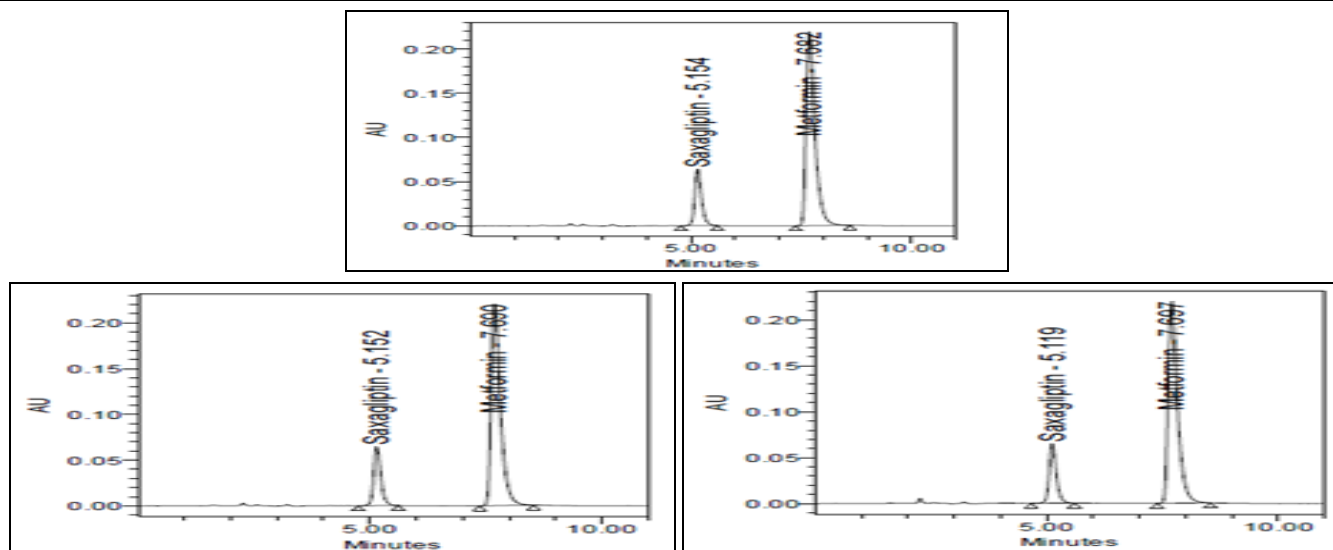 0.20
0.15
0.10
0.05
0.00
AU
Saxagliptin - 5.154
Metformin - 7.682
5.00
10.00
Minutes
0.20
0.15
0.10
0.05
0.00
AU
Saxagliptin - 5.152
Metformin - 7.690
5.00
10.00
Minutes
0.20
0.15
0.10
0.05
0.00
AU
Saxagliptin - 5.119
Metformin - 7.697
5.00
10.00
Minutes